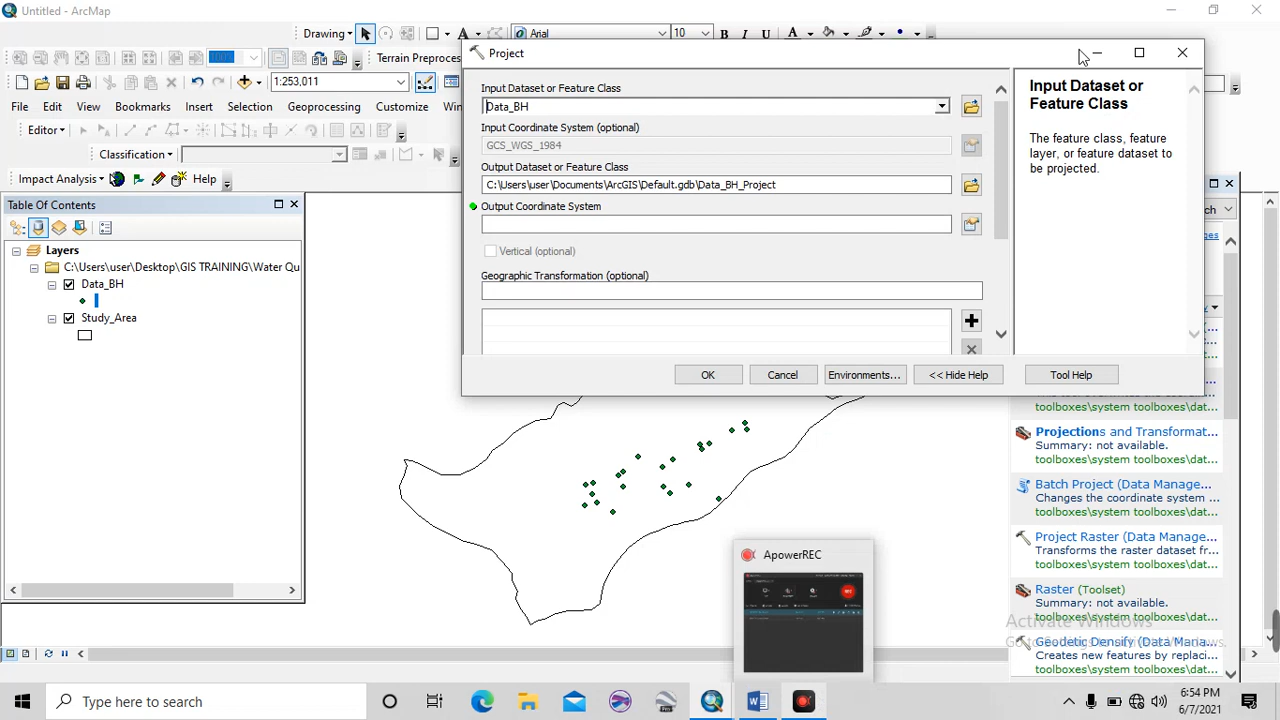 Untitled - ArcMap
Drawing
Arial
10
B
I
U
A
Terrain Preproces
1:253,011
File
Edit
View
Bookmarks
Insert
Selection
Geoprocessing
Customize
Editor
Classification
Impact Analysis
Help
Table Of Contents
Layers
C:\Users\user\Desktop\GIS TRAINING\Water Qu
Data_BH
Study_Area
Project
Input Dataset or Feature Class
Data_BH
Input Coordinate System (optional)
GCS_WGS_1984
Output Dataset or Feature Class
C:\Users\user\Documents\ArcGIS\Default.gdb\Data_BH_Project
Output Coordinate System
Vertical (optional)
Geographic Transformation (optional)
OK
Cancel
Environments...
<< Hide Help
Tool Help
Input Dataset or
Feature Class
The feature class, feature
layer, or feature dataset to
be projected.
toolboxes\system toolboxes\dat...
Projections and Transformat...
Summary: not available.
toolboxes\system toolboxes\dat...
Batch Project (Data Manage...
Changes the coordinate system ...
toolboxes\system toolboxes\dat...
Project Raster (Data Manage...
Transforms the raster dataset fr...
toolboxes\system toolboxes\dat...
Raster (Toolset)
Summary: not available.
toolboxes\system toolboxes\dat...
Geodetic Densify (Data Mana...
Creates new features by replaci...
toolboxes\system toolboxes\dat...
Activate Windows
ApowerREC
Type here to search
6:54 PM
6/7/2021